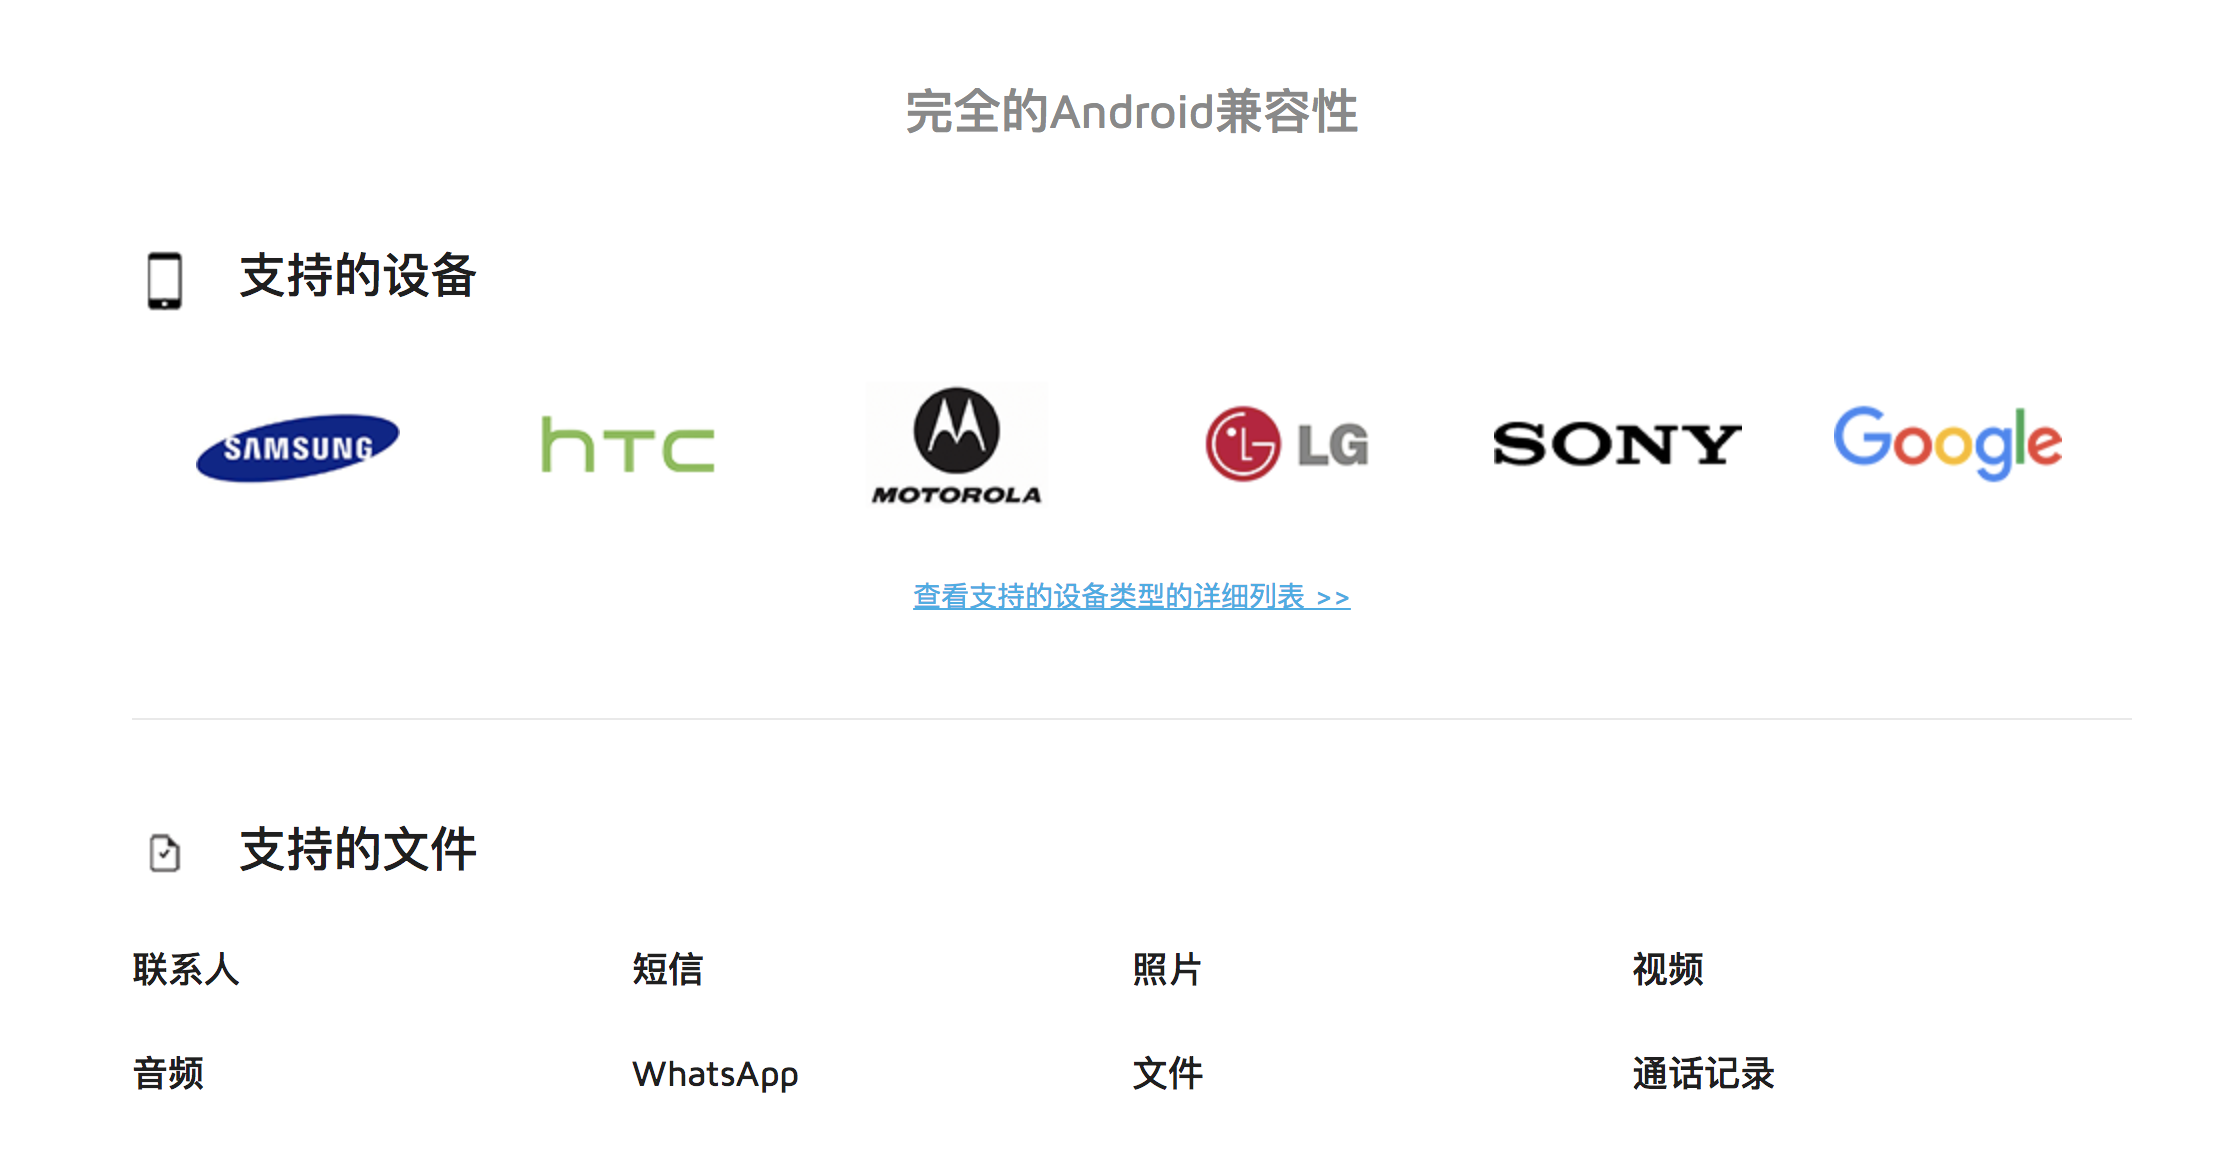 完全的Android兼容性
支持的设备
SAMSUNG
hTC
MOTOROLA
LG LG
SONY
Google
查看支持的设备类型的详细列表 >>
支持的文件
联系人 短信 照片 视频
音频 WhatsApp 文件 通话记录